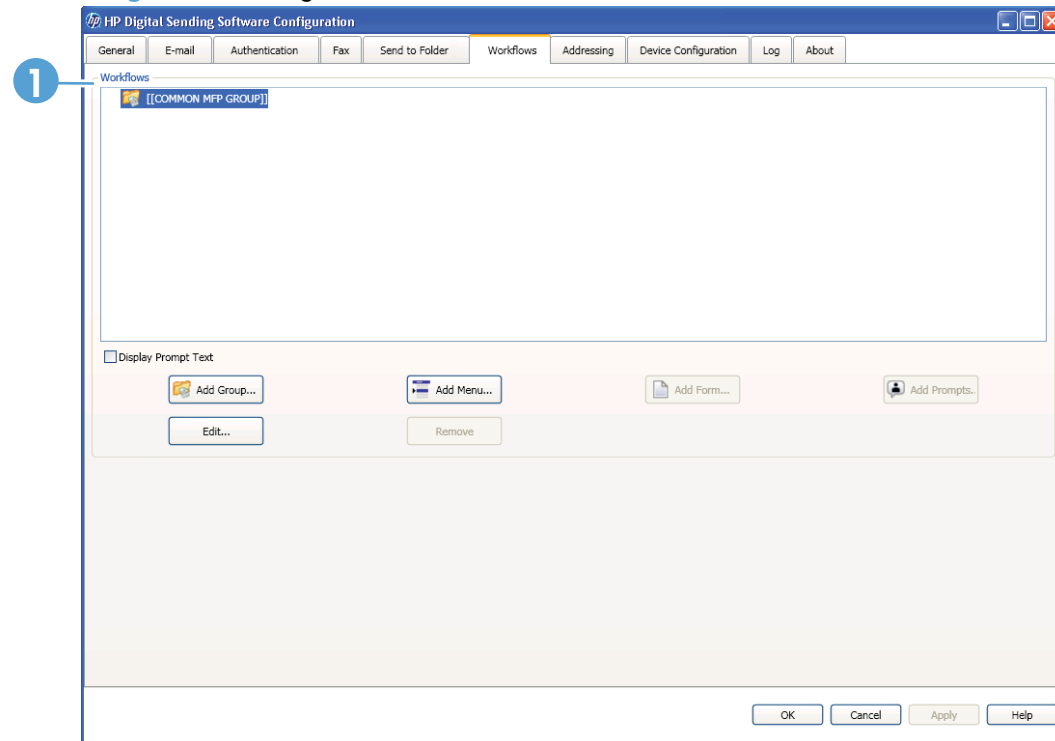 HP Digital Sending Software Configuration
General E-mail Authentication Fax Send to Folder Workflows Addressing Device Configuration Log About
1
Workflows
[[COMMON MFP GROUP]]
Display Prompt Text
Add Group... Add Menu... Add Form... Add Prompts..
Edit... Remove
OK Cancel Apply Help